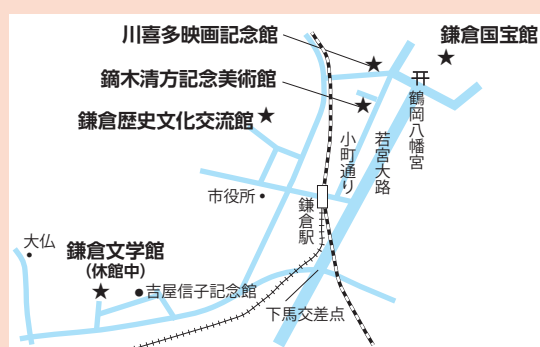 川喜多映画記念館
鎌倉国宝館
鏑木清方記念美術館
鎌倉歴史文化交流館
鶴岡八幡宮
若宮大路
小町通り
市役所
鎌倉駅
大仏
鎌倉文学館
(休館中)
吉屋信子記念館
下馬交差点